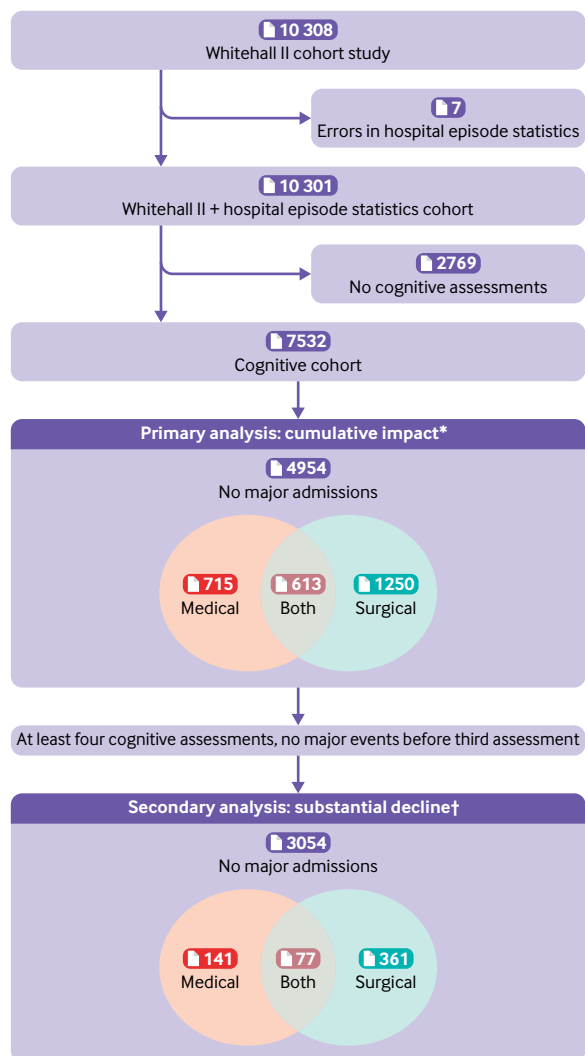 10 308
Whitehall II cohort study
7
Errors in hospital episode statistics
10 301
Whitehall II + hospital episode statistics cohort
2769
No cognitive assessments
7532
Cognitive cohort
Primary analysis: cumulative impact*
4954
No major admissions
715 613 1250
Medical Both Surgical
At least four cognitive assessments, no major events before third assessment
Secondary analysis: substantial decline†
3054
No major admissions
141 77 361
Medical Both Surgical